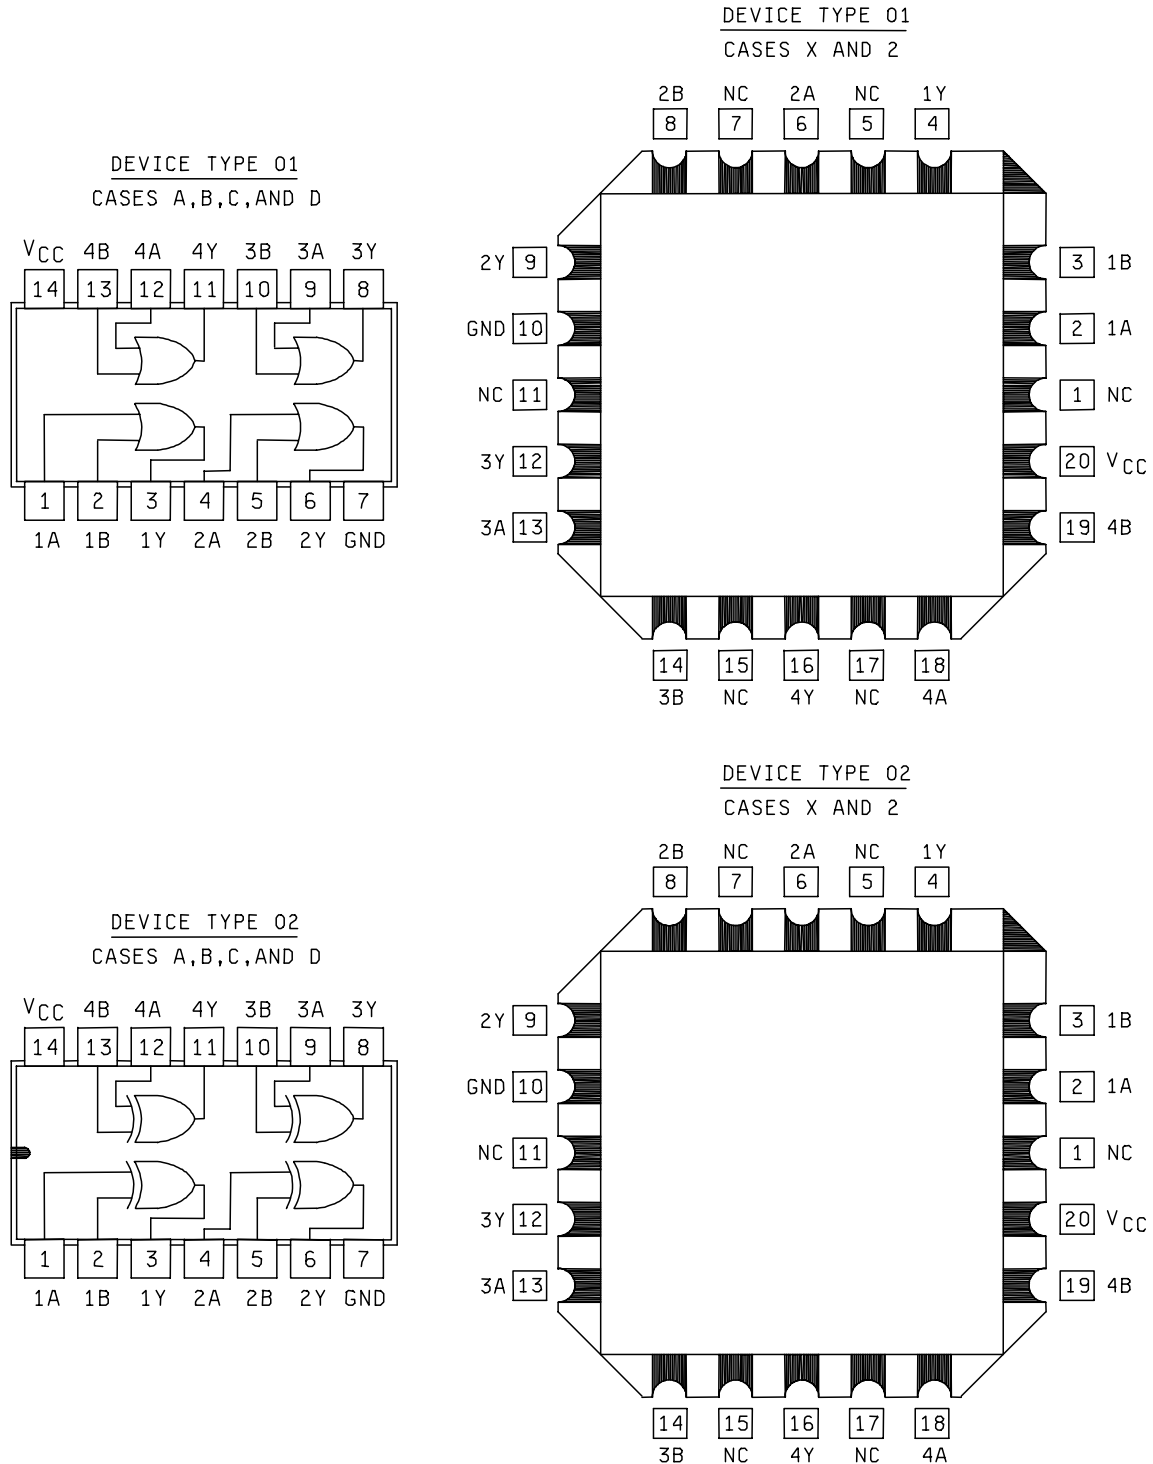 DEVICE TYPE 01
CASES X AND 2
2B NC 2A NC 1Y
8 7 6 5 4
DEVICE TYPE 01
CASES A,B,C,AND D
VCC 4B 4A 4Y 3B 3A 3Y
14 13 12 11 10 9 8
1 2 3 4 5 6 7
1A 1B 1Y 2A 2B 2Y GND
2Y 9
GND 10
NC 11
3Y 12
3A 13
3 1B
2 1A
1 NC
20 VCC
19 4B
14 15 16 17 18
3B NC 4Y NC 4A
DEVICE TYPE 02
CASES X AND 2
2B NC 2A NC 1Y
8 7 6 5 4
DEVICE TYPE 02
CASES A,B,C,AND D
VCC 4B 4A 4Y 3B 3A 3Y
14 13 12 11 10 9 8
1 2 3 4 5 6 7
1A 1B 1Y 2A 2B 2Y GND
2Y 9
GND 10
NC 11
3Y 12
3A 13
3 1B
2 1A
1 NC
20 VCC
19 4B
14 15 16 17 18
3B NC 4Y NC 4A